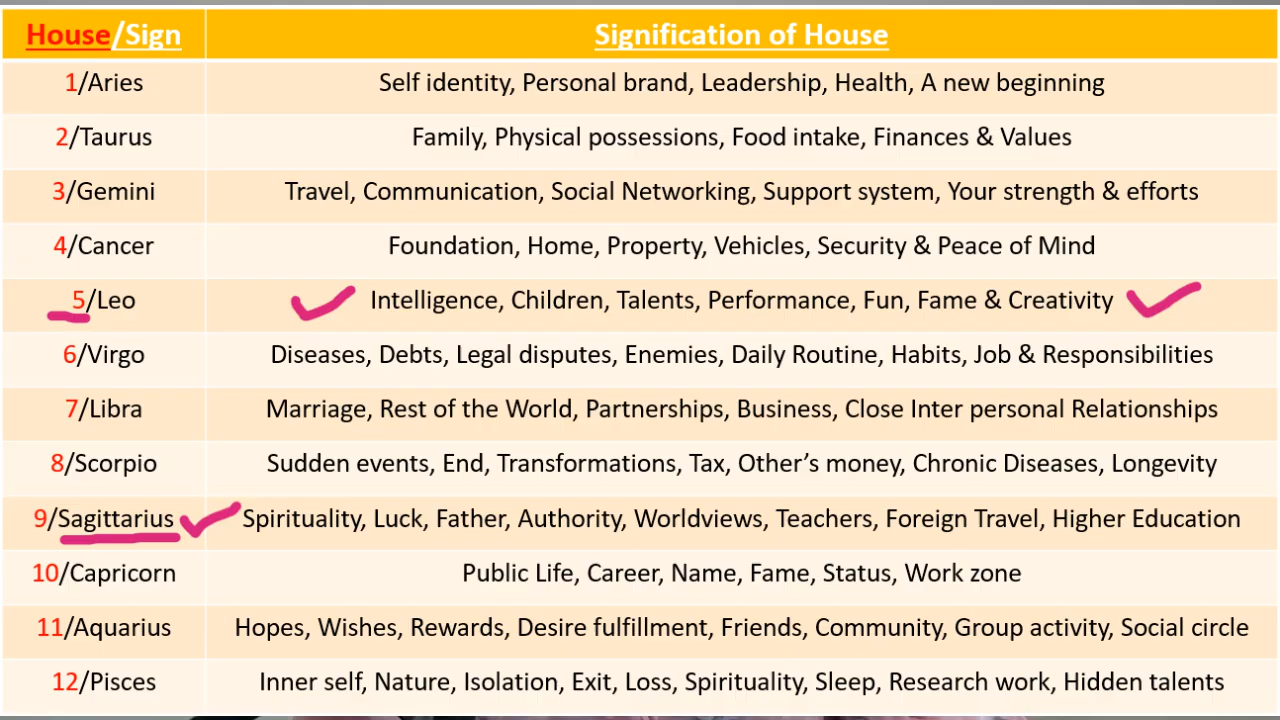 House/Sign Signification of House
1/Aries Self identity, Personal brand, Leadership, Health, A new beginning
2/Taurus Family, Physical possessions, Food intake, Finances & Values
3/Gemini Travel, Communication, Social Networking, Support system, Your strength & efforts
4/Cancer Foundation, Home, Property, Vehicles, Security & Peace of Mind
5/Leo Intelligence, Children, Talents, Performance, Fun, Fame & Creativity
6/Virgo Diseases, Debts, Legal disputes, Enemies, Daily Routine, Habits, Job & Responsibilities
7/Libra Marriage, Rest of the World, Partnerships, Business, Close Inter personal Relationships
8/Scorpio Sudden events, End, Transformations, Tax, Other's money, Chronic Diseases, Longevity
9/Sagittarius Spirituality, Luck, Father, Authority, Worldviews, Teachers, Foreign Travel, Higher Education
10/Capricorn Public Life, Career, Name, Fame, Status, Work zone
11/Aquarius Hopes, Wishes, Rewards, Desire fulfillment, Friends, Community, Group activity, Social circle
12/Pisces Inner self, Nature, Isolation, Exit, Loss, Spirituality, Sleep, Research work, Hidden talents